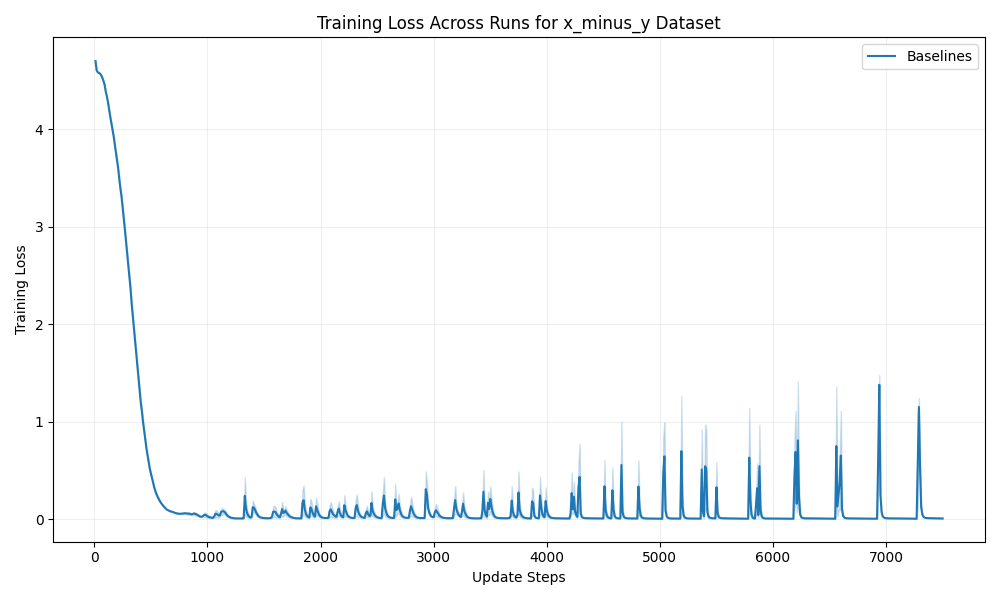 Training Loss Across Runs for x_minus_y Dataset
Baselines
Training Loss
4
3
2
1
0
0 1000 2000 3000 4000 5000 6000 7000
Update Steps